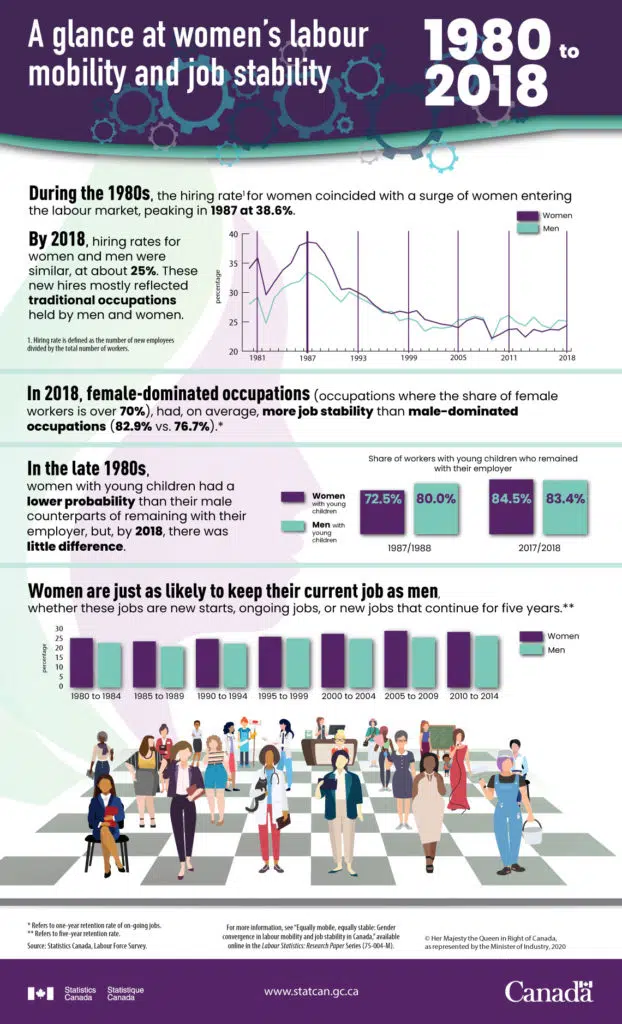 A glance at women's labour
mobility and job stability
1980 to
2018
During the 1980s, the hiring rate¹ for women coincided with a surge of women entering
the labour market, peaking in 1987 at 38.6%.
By 2018, hiring rates for
women and men were
similar, at about 25%. These
new hires mostly reflected
traditional occupations
held by men and women.
1. Hiring rate is defined as the number of new employees
divided by the total number of workers.
Women
Men
percentage
40
35
30
25
20
1981 1987 1993 1999 2005 2011 2018
In 2018, female-dominated occupations (occupations where the share of female
workers is over 70%), had, on average, more job stability than male-dominated
occupations (82.9% vs. 76.7%).*
In the late 1980s,
women with young children had a
lower probability than their male
counterparts of remaining with their
employer, but, by 2018, there was
little difference.
Share of workers with young children who remained
with their employer
Women
with young
children
Men with
young
children
72.5% 80.0% 84.5% 83.4%
1987/1988 2017/2018
Women are just as likely to keep their current job as men,
whether these jobs are new starts, ongoing jobs, or new jobs that continue for five years.**
percentage
30
25
20
15
10
5
0
1980 to 1984 1985 to 1989 1990 to 1994 1995 to 1999 2000 to 2004 2005 to 2009 2010 to 2014
Women
Men
* Refers to one-year retention rate of on-going jobs.
** Refers to five-year retention rate.
Source: Statistics Canada, Labour Force Survey.
For more information, see "Equally mobile, equally stable: Gender
convergence in labour mobility and job stability in Canada," available
online in the Labour Statistics: Research Paper Series (75-004-M).
© Her Majesty the Queen in Right of Canada,
as represented by the Minister of Industry, 2020
Statistics Statistique
Canada Canada
www.statcan.gc.ca
Canada